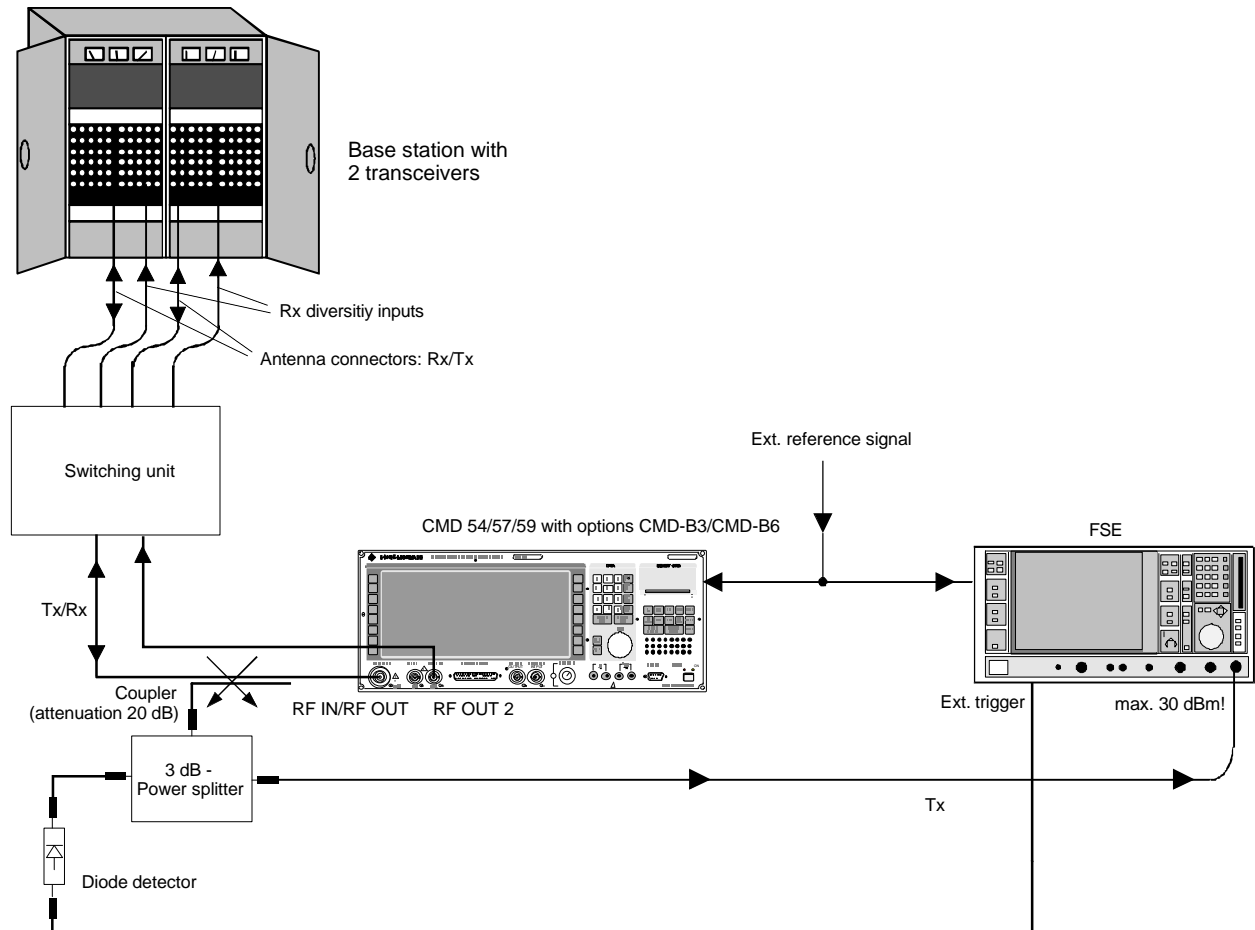 Base station with
2 transceivers
Rx diversitiy inputs
Antenna connectors: Rx/Tx
Switching unit
Ext. reference signal
CMD 54/57/59 with options CMD-B3/CMD-B6
FSE
Tx/Rx
Coupler
(attenuation 20 dB)
RF IN/RF OUT
RF OUT 2
Ext. trigger
max. 30 dBm!
3 dB -
Power splitter
Tx
Diode detector